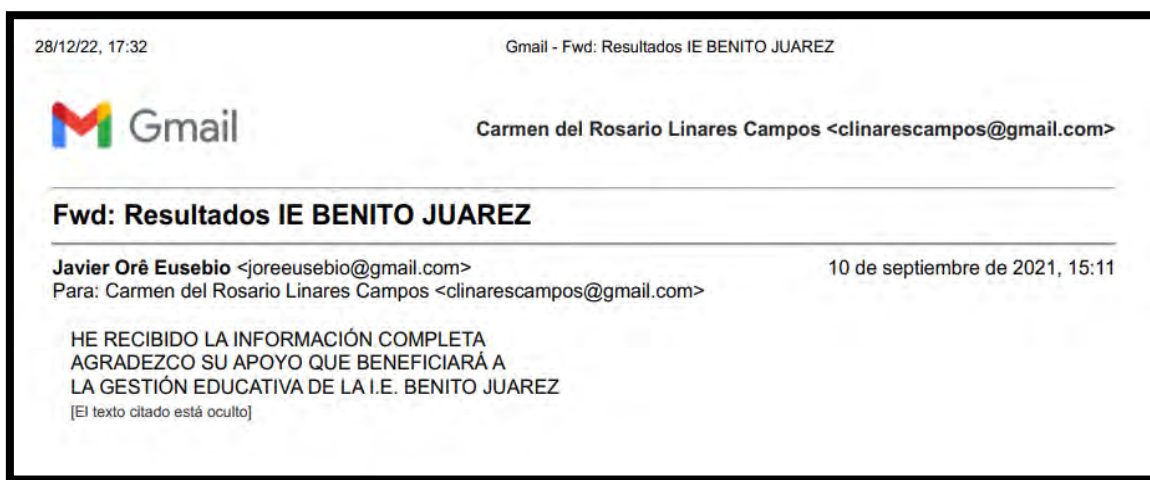 28/12/22, 17:32 Gmail - Fwd: Resultados IE BENITO JUAREZ
Gmail Carmen del Rosario Linares Campos <clinarescampos@gmail.com>
Fwd: Resultados IE BENITO JUAREZ
Javier Orê Eusebio <joreeusebio@gmail.com> 10 de septiembre de 2021, 15:11
Para: Carmen del Rosario Linares Campos <clinarescampos@gmail.com>
HE RECIBIDO LA INFORMACIÓN COMPLETA
AGRADEZCO SU APOYO QUE BENEFICIARÁ A
LA GESTIÓN EDUCATIVA DE LA I.E. BENITO JUAREZ
[El texto citado está oculto]